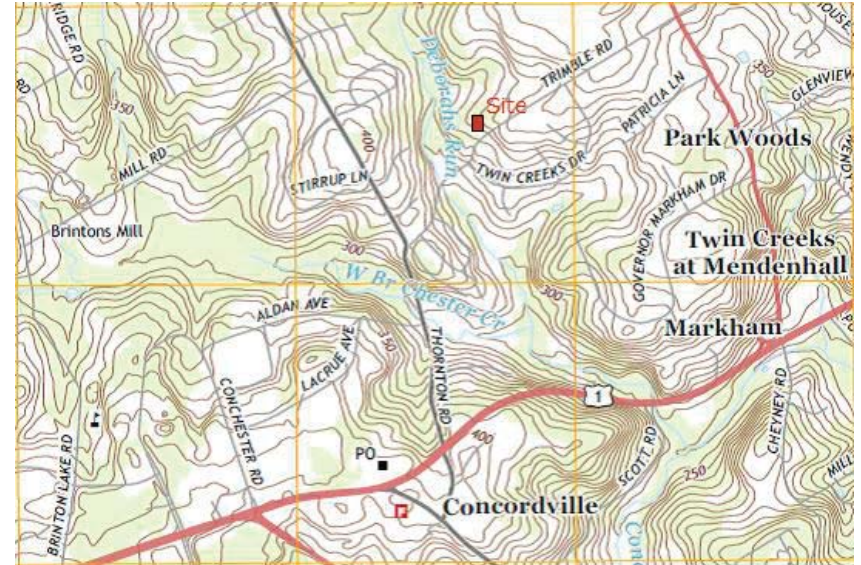 RIDGE RD
HOUSE
RD
Deborahs Run
TRIMBLE RD
350
GLENVIEW
Site
PATRICIA LN
350
400
Park Woods
MILL RD
TWIN CREEKS DR
STIRRUP LN
GOVERNOR MARKHAM DR
Brintons Mill
300
Twin Creeks
at Mendenhall
W Br Chester Cr
300
ALDAN AVE
Markham
350
LACRUE AVE
THORNTON RD
1
CONCHESTER RD
CHEYNEY RD
400
SCOTT RD
PO
BRINTON LAKE RD
250
MILL
Concordville